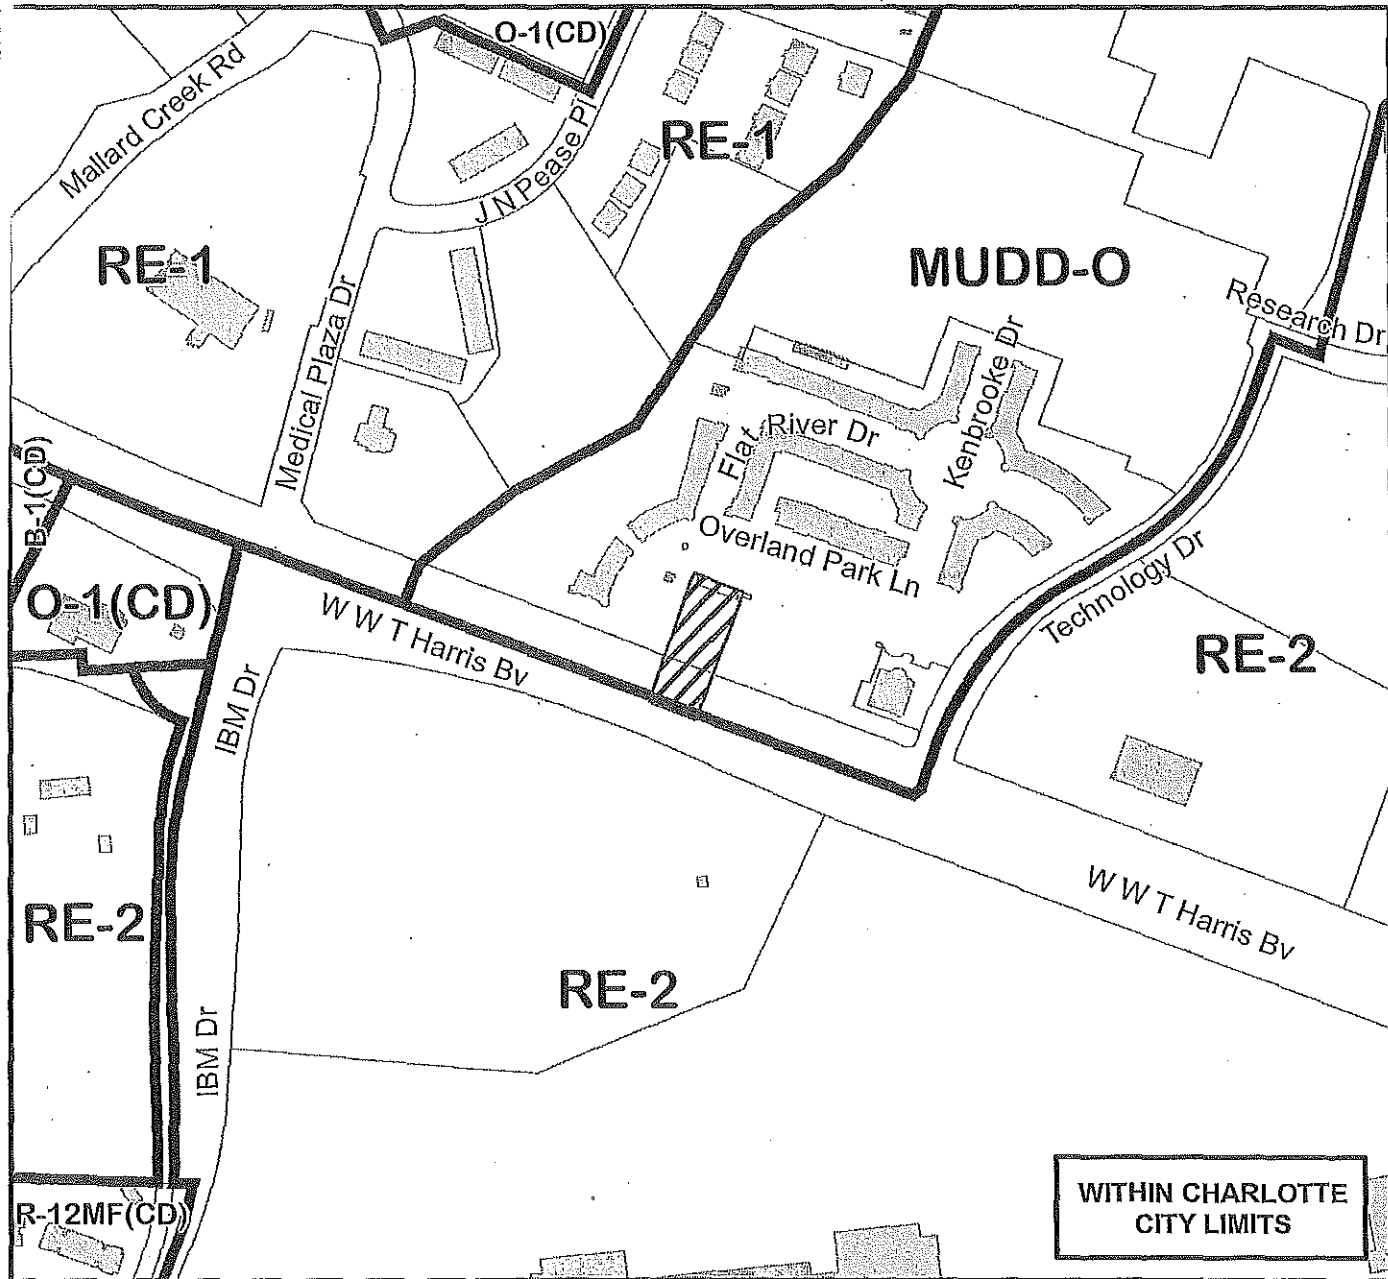 O-1(CD)
Mallard Creek Rd
RE-1
J N Pease Pl
RE-1
MUDD-O
Research Dr
Medical Plaza Dr
Kenbrooke Dr
Flat River Dr
B-1(CD)
Overland Park Ln
O-1(CD)
W W T Harris Bv
Technology Dr
RE-2
IBM Dr
RE-2
W W T Harris Bv
RE-2
IBM Dr
R-12MF(CD)
WITHIN CHARLOTTE
CITY LIMITS